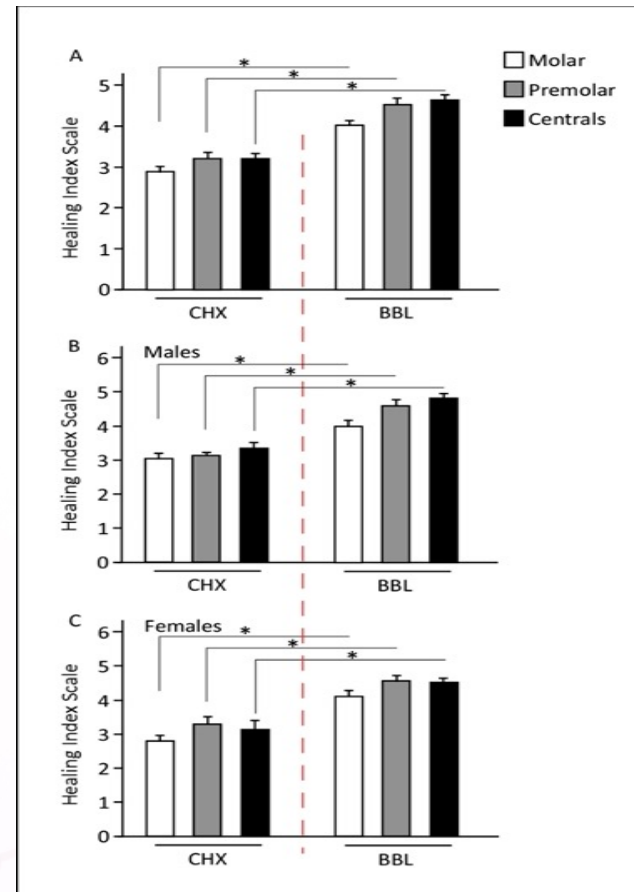 A
Molar
Premolar
Centrals
* * *
Healing Index Scale
5
4
3
2
1
0
CHX BBL
B
Males
* * *
Healing Index Scale
6
5
4
3
2
1
0
CHX BBL
C
Females
* * *
Healing Index Scale
6
5
4
3
2
1
0
CHX BBL